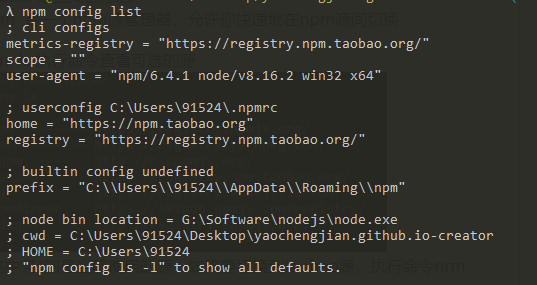 λ npm config list
; cli configs
metrics-registry = "https://registry.npm.taobao.org/"
scope = ""
user-agent = "npm/6.4.1 node/v8.16.2 win32 x64"

; userconfig C:\Users\91524\.npmrc
home = "https://npm.taobao.org"
registry = "https://registry.npm.taobao.org/"

; builtin config undefined
prefix = "C:\\Users\\91524\\AppData\\Roaming\\npm"

; node bin location = G:\Software\nodejs\node.exe
; cwd = C:\Users\91524\Desktop\yaochengjian.github.io-creator
; HOME = C:\Users\91524
; "npm config ls -l" to show all defaults.